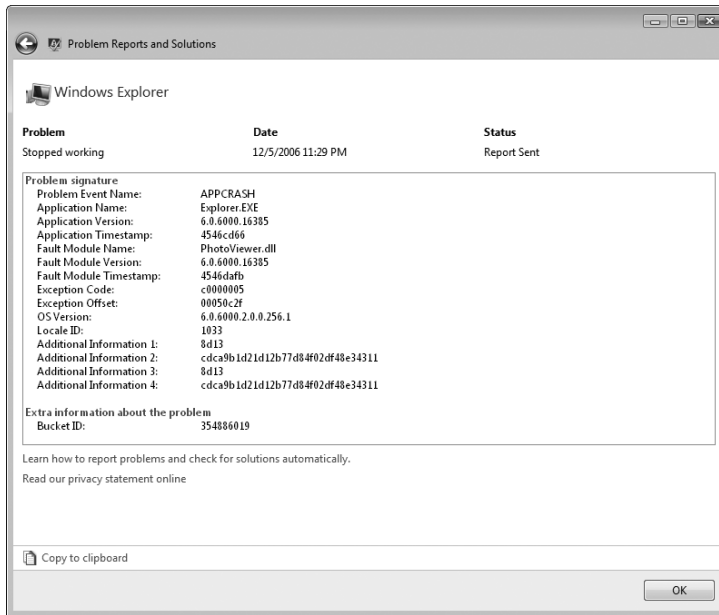 Problem Reports and Solutions
Windows Explorer
Problem Date Status
Stopped working 12/5/2006 11:29 PM Report Sent
Problem signature
Problem Event Name: APPCRASH
Application Name: Explorer.EXE
Application Version: 6.0.6000.16385
Application Timestamp: 4546cd66
Fault Module Name: PhotoViewer.dll
Fault Module Version: 6.0.6000.16385
Fault Module Timestamp: 4546dafb
Exception Code: c0000005
Exception Offset: 00050c2f
OS Version: 6.0.6000.2.0.0.256.1
Locale ID: 1033
Additional Information 1: 8d13
Additional Information 2: cdca9b1d21d12b77d84f02df48e34311
Additional Information 3: 8d13
Additional Information 4: cdca9b1d21d12b77d84f02df48e34311
Extra information about the problem
Bucket ID: 354886019
Learn how to report problems and check for solutions automatically.
Read our privacy statement online
Copy to clipboard
OK